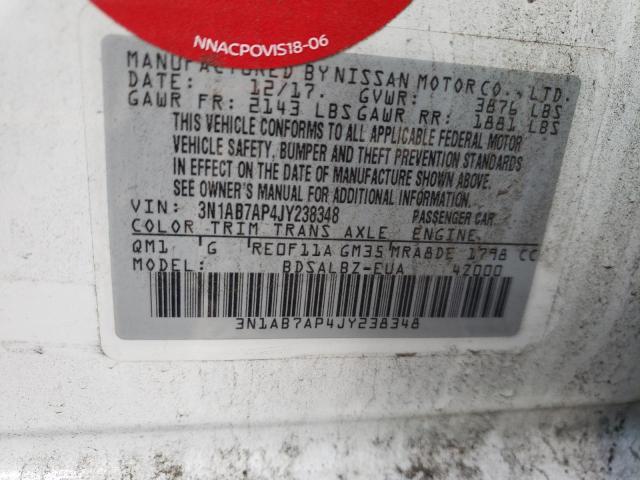 NNACPOVIS18-06
MANUFACTURED BY NISSAN MOTOR CO., LTD.
DATE: 12/17. GVWR: 3876 LBS
GAWR FR: 2143 LBS GAWR RR: 1881 LBS
THIS VEHICLE CONFORMS TO ALL APPLICABLE FEDERAL MOTOR
VEHICLE SAFETY, BUMPER AND THEFT PREVENTION STANDARDS
IN EFFECT ON THE DATE OF MANUFACTURE SHOWN ABOVE.
SEE OWNER'S MANUAL FOR ADDITIONAL INFORMATION.
VIN: 3N1AB7AP4JY238348 PASSENGER CAR
COLOR TRIM TRANS AXLE ENGINE
QM1 G RE0F11A GM35 MRA8DE 1798 CC
MODEL: BDSALBZ-EUA 42000
3N1AB7AP4JY238348